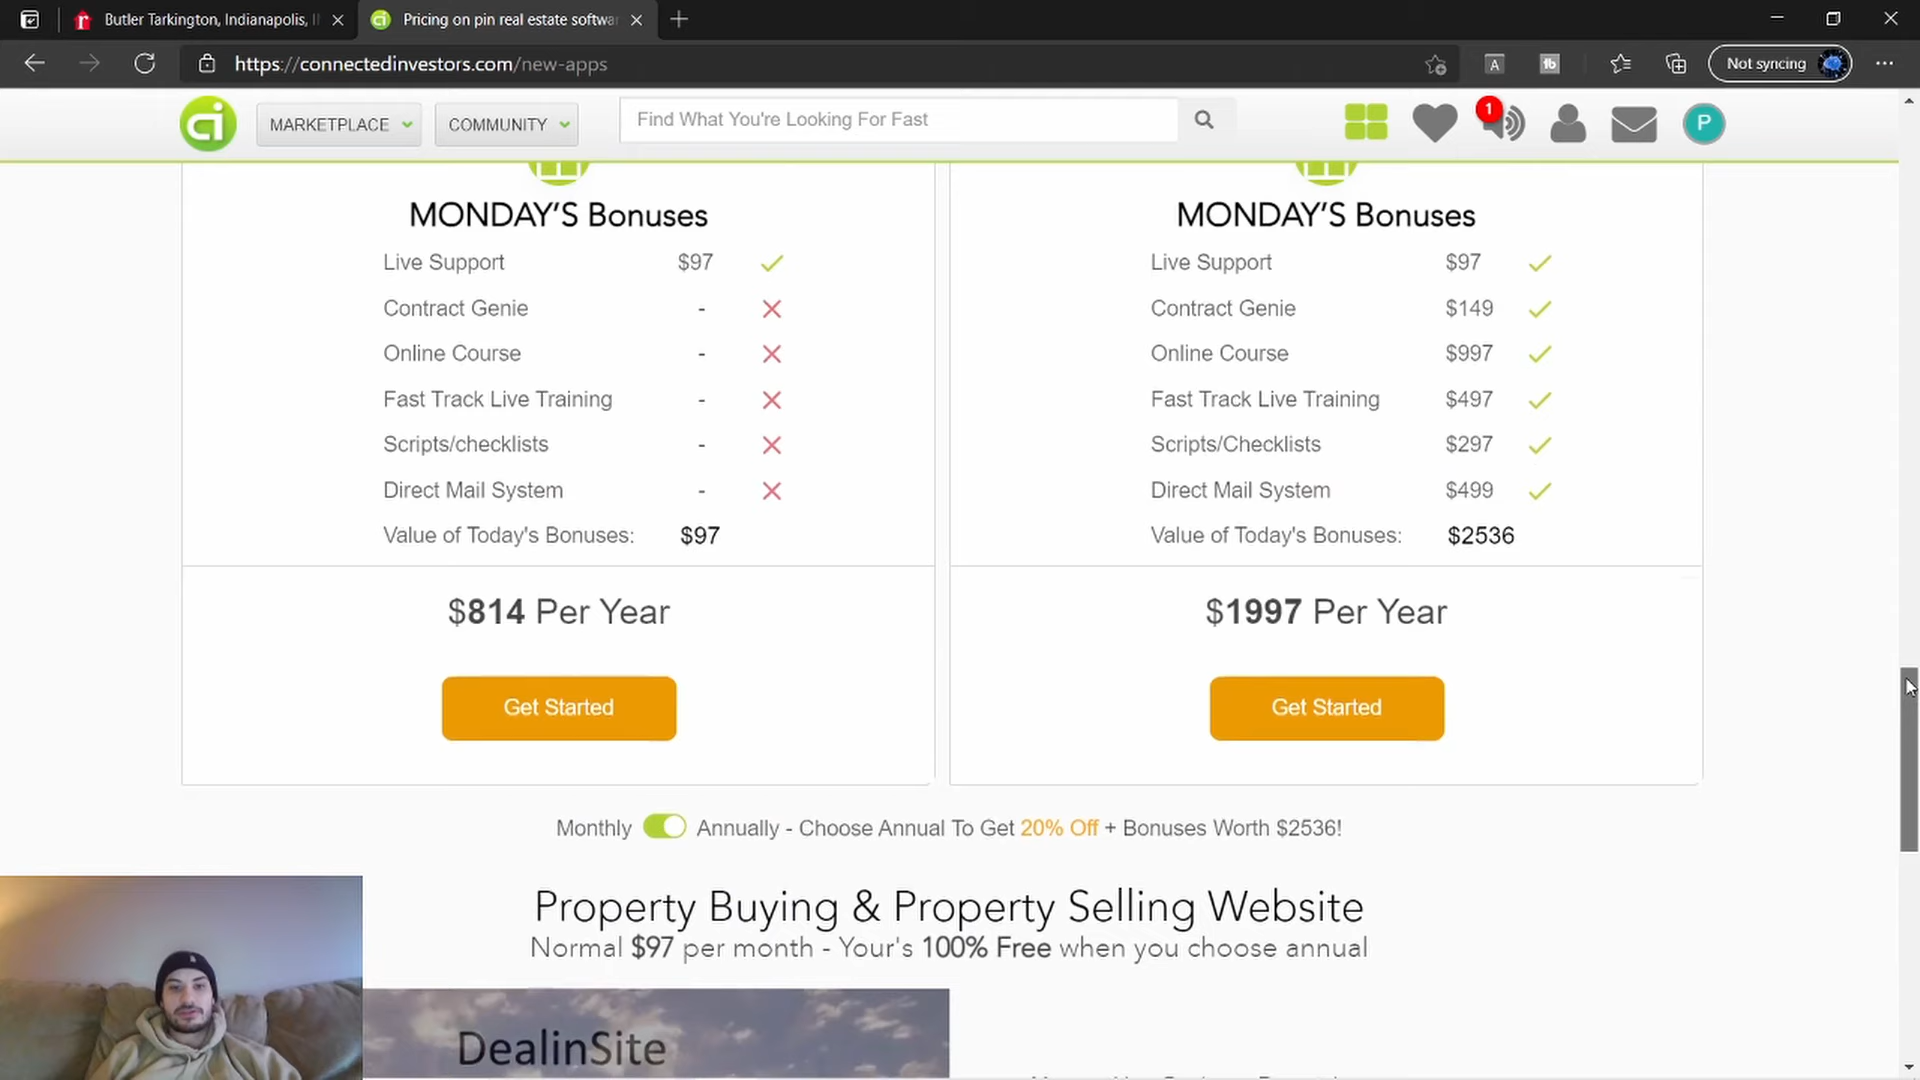 Butler Tarkington, Indianapolis, I
Pricing on pin real estate softwa
https://connectedinvestors.com/new-apps
A
tb
Not syncing
ci
MARKETPLACE
COMMUNITY
Find What You're Looking For Fast
1
P
MONDAY'S Bonuses
Live Support $97
Contract Genie -
Online Course -
Fast Track Live Training -
Scripts/checklists -
Direct Mail System -
Value of Today's Bonuses: $97
$814 Per Year
Get Started
MONDAY'S Bonuses
Live Support $97
Contract Genie $149
Online Course $997
Fast Track Live Training $497
Scripts/Checklists $297
Direct Mail System $499
Value of Today's Bonuses: $2536
$1997 Per Year
Get Started
Monthly Annually - Choose Annual To Get 20% Off + Bonuses Worth $2536!
Property Buying & Property Selling Website
Normal $97 per month - Your's 100% Free when you choose annual
DealinSite